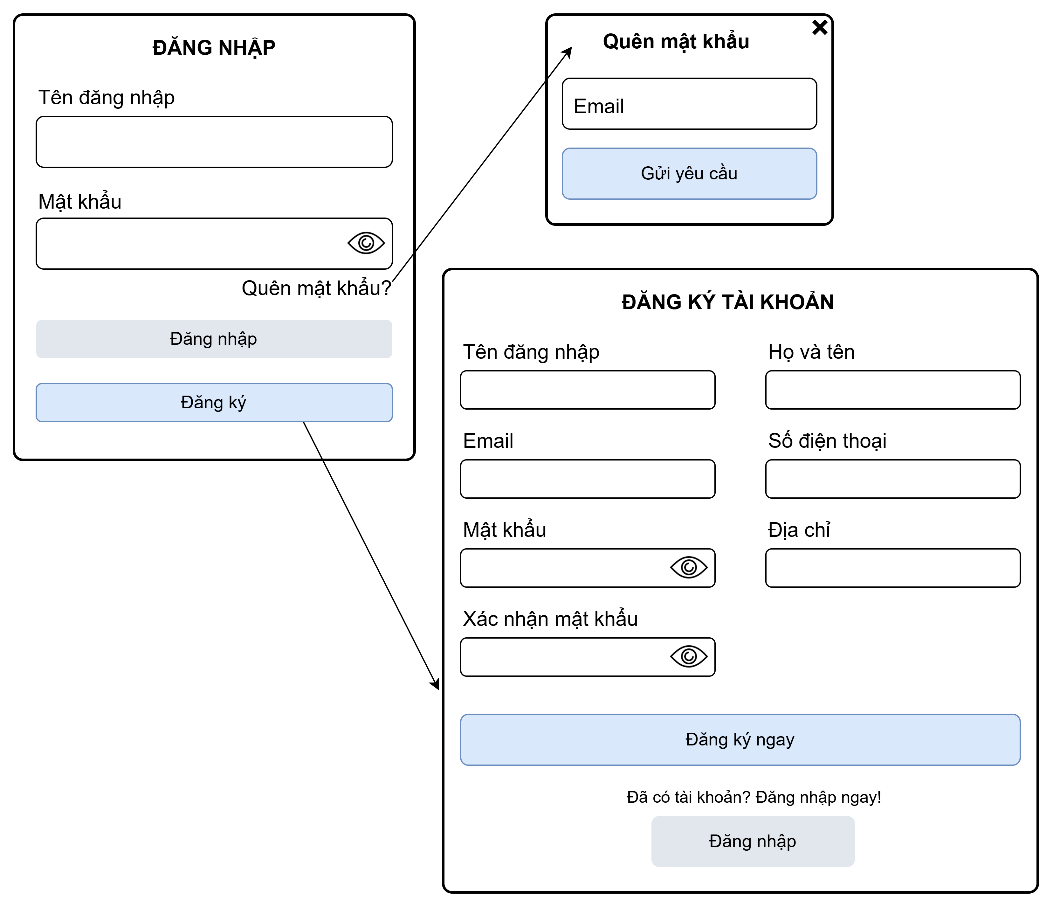 ĐĂNG NHẬP
Tên đăng nhập
Mật khẩu
Quên mật khẩu?
Đăng nhập
Đăng ký
Quên mật khẩu
Email
Gửi yêu cầu
ĐĂNG KÝ TÀI KHOẢN
Tên đăng nhập
Họ và tên
Email
Số điện thoại
Mật khẩu
Địa chỉ
Xác nhận mật khẩu
Đăng ký ngay
Đã có tài khoản? Đăng nhập ngay!
Đăng nhập